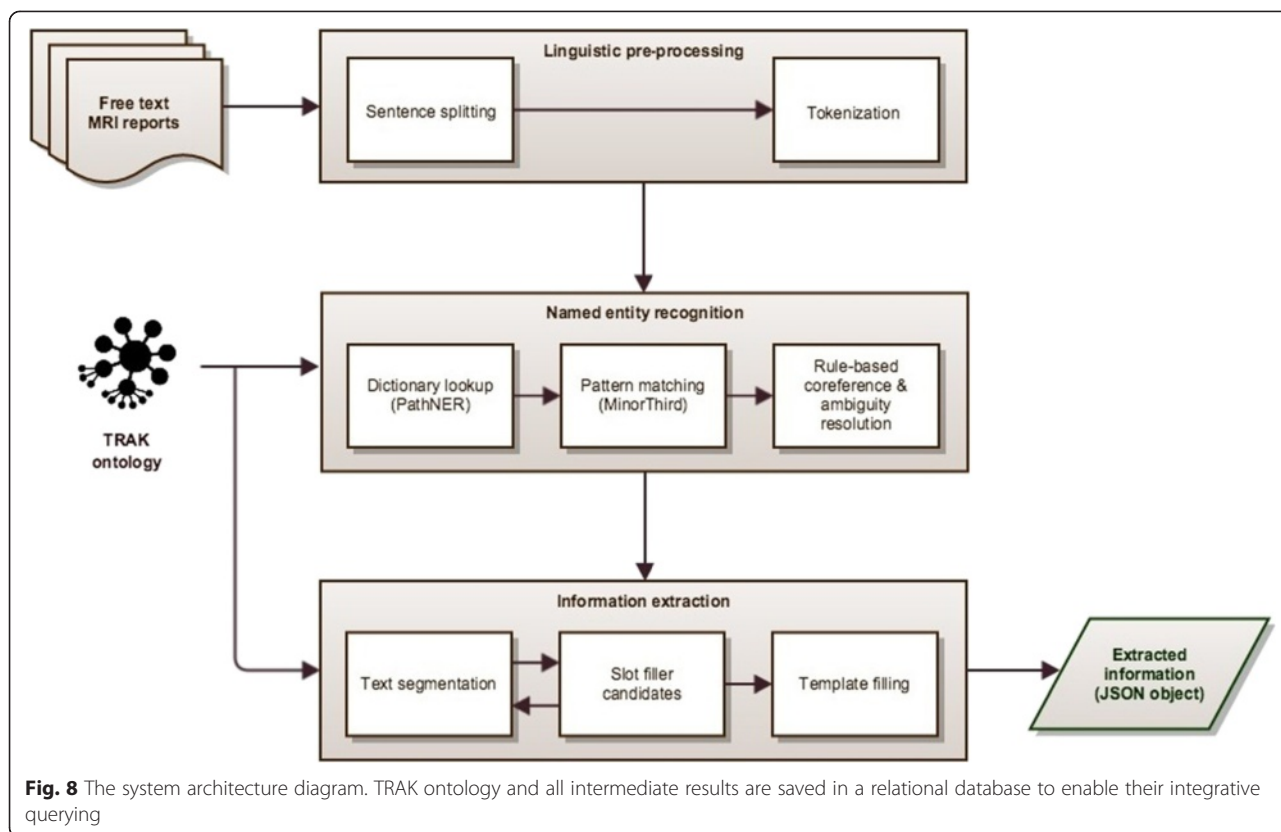 Linguistic pre-processing
Free text
MRI reports
Sentence splitting
Tokenization
Named entity recognition
Dictionary lookup
(PathNER)
Pattern matching
(MinorThird)
Rule-based
coreference &
ambiguity
resolution
TRAK
ontology
Information extraction
Text segmentation
Slot filler
candidates
Template filling
Extracted
information
(JSON object)
Fig. 8 The system architecture diagram. TRAK ontology and all intermediate results are saved in a relational database to enable their integrative
querying